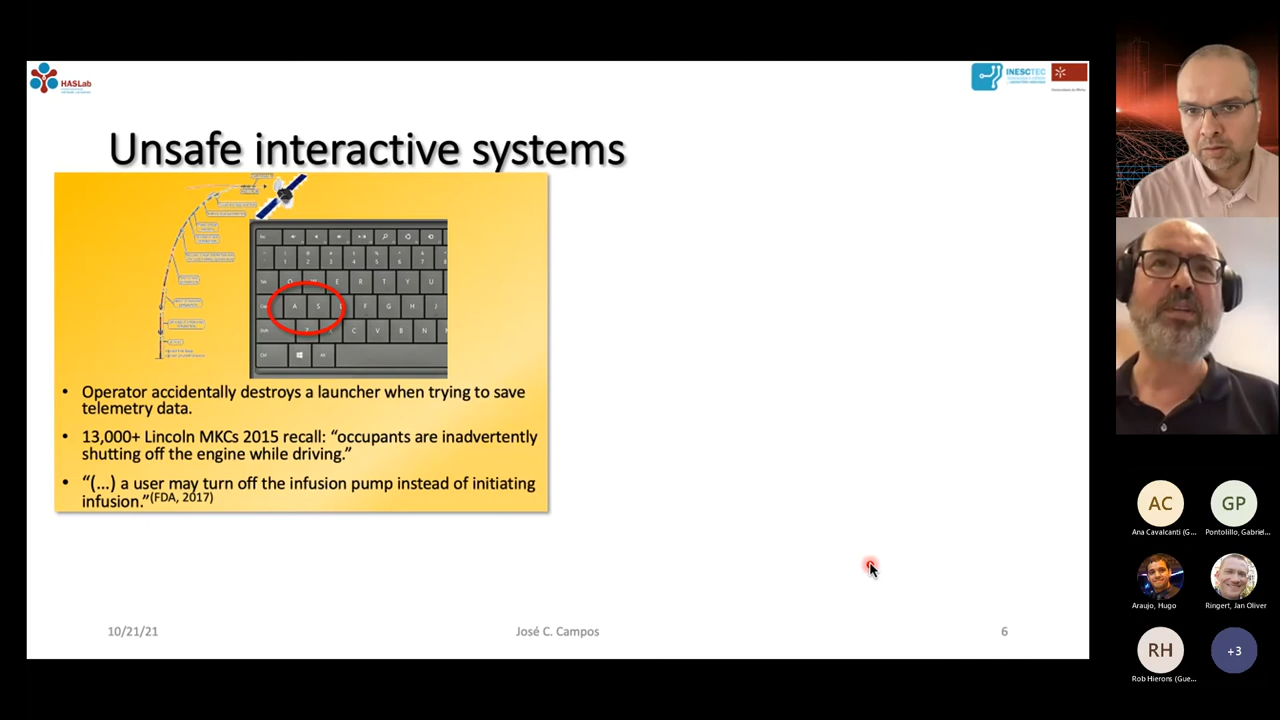 HASLab
INESCTEC
Unsafe interactive systems
• Operator accidentally destroys a launcher when trying to save
telemetry data.
• 13,000+ Lincoln MKCs 2015 recall: “occupants are inadvertently
shutting off the engine while driving.”
• “(...) a user may turn off the infusion pump instead of initiating
infusion.”(FDA, 2017)
10/21/21
José C. Campos
6
AC
GP
Ana Cavalcanti (G...
Pontolillo, Gabriel...
Araujo, Hugo
Ringert, Jan Oliver
RH
+3
Rob Hierons (Gue...